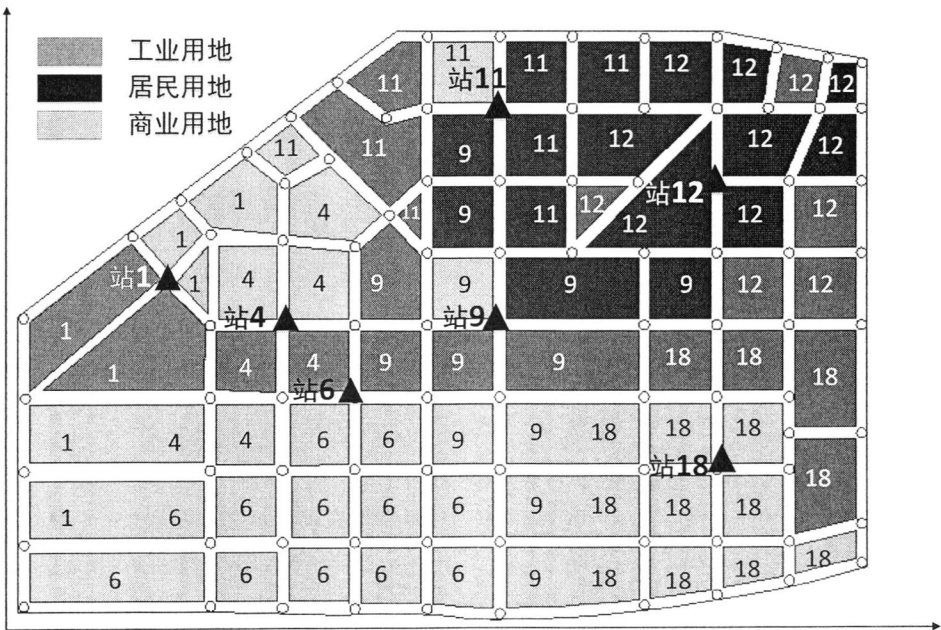 工业用地
居民用地
商业用地
11 11 11 11 12 12 12 12
站11
11 11 9 11 12 12 12
1 4 11 9 11 12 12 站12 12 12
1 1 4 4 9 9 9 9 12 12
站1
站4 站9
1 1 4 4 9 9 9 18 18 18
站6
1 4 4 6 6 9 9 18 18 18
站18
1 6 6 6 6 6 9 18 18 18 18
6 6 6 6 6 9 18 18 18 18